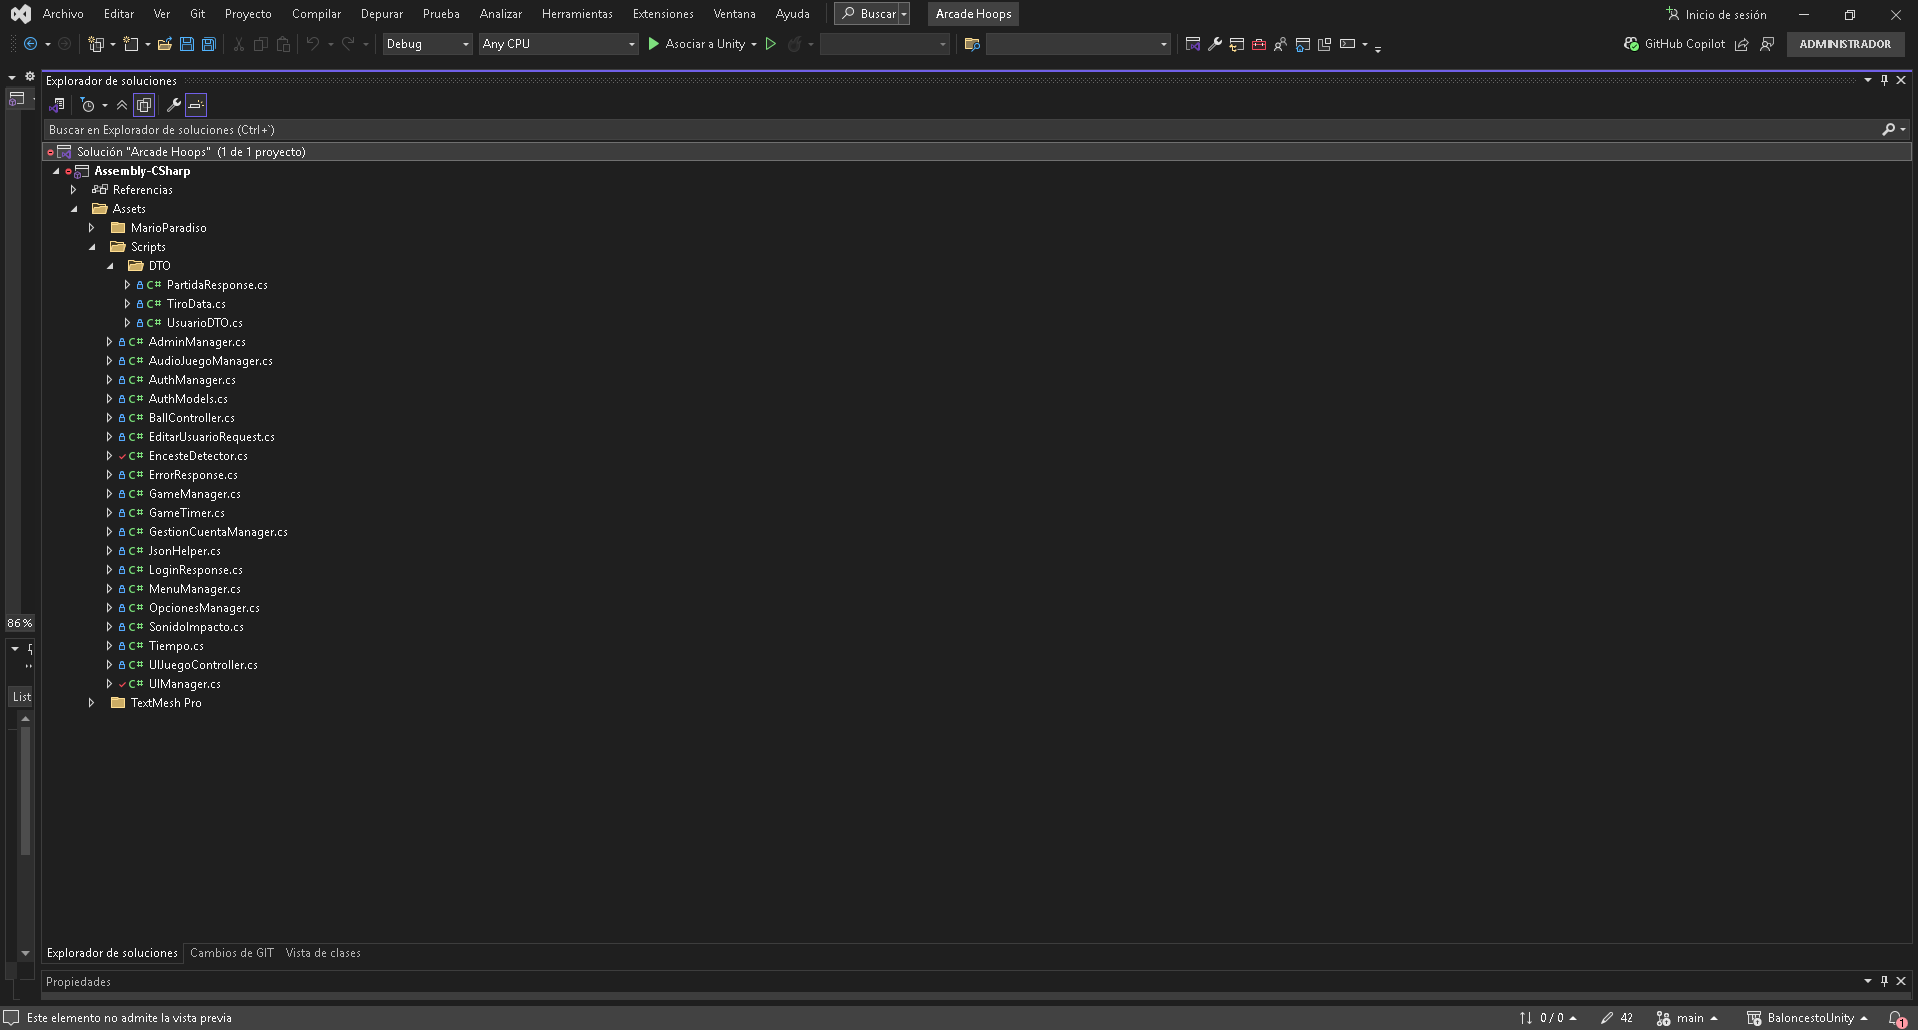 Archivo Editar Ver Git Proyecto Compilar Depurar Prueba Analizar Herramientas Extensiones Ventana Ayuda Buscar Arcade Hoops Inicio de sesión
Debug Any CPU Asociar a Unity GitHub Copilot ADMINISTRADOR
Explorador de soluciones
Buscar en Explorador de soluciones (Ctrl+`)
Solución "Arcade Hoops" (1 de 1 proyecto)
Assembly-CSharp
Referencias
Assets
MarioParadiso
Scripts
DTO
C# PartidaResponse.cs
C# TiroData.cs
C# UsuarioDTO.cs
C# AdminManager.cs
C# AudioJuegoManager.cs
C# AuthManager.cs
C# AuthModels.cs
C# BallController.cs
C# EditarUsuarioRequest.cs
C# EncesteDetector.cs
C# ErrorResponse.cs
C# GameManager.cs
C# GameTimer.cs
C# GestionCuentaManager.cs
C# JsonHelper.cs
C# LoginResponse.cs
C# MenuManager.cs
C# OpcionesManager.cs
86 %
C# SonidoImpacto.cs
C# Tiempo.cs
C# UIJuegoController.cs
C# UIManager.cs
List
TextMesh Pro
Explorador de soluciones Cambios de GIT Vista de clases
Propiedades
Este elemento no admite la vista previa 0 / 0 42 main BaloncestoUnity 1